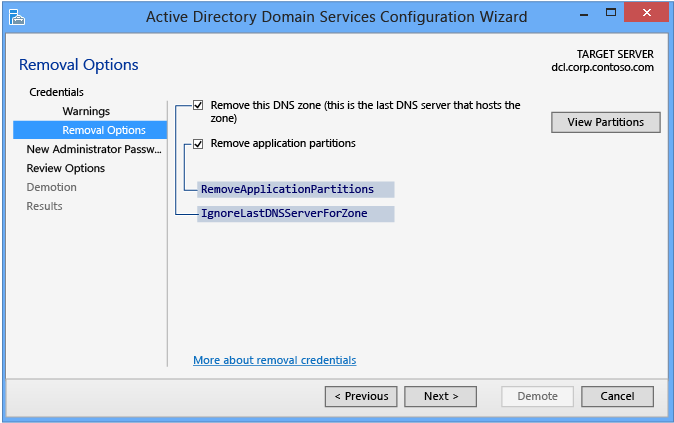 Active Directory Domain Services Configuration Wizard
Removal Options
TARGET SERVER
dcl.corp.contoso.com
Credentials
Warnings
Removal Options
New Administrator Passw...
Review Options
Demotion
Results
Remove this DNS zone (this is the last DNS server that hosts the
zone)
View Partitions
Remove application partitions
RemoveApplicationPartitions
IgnoreLastDNSServerForZone
More about removal credentials
< Previous
Next >
Demote
Cancel